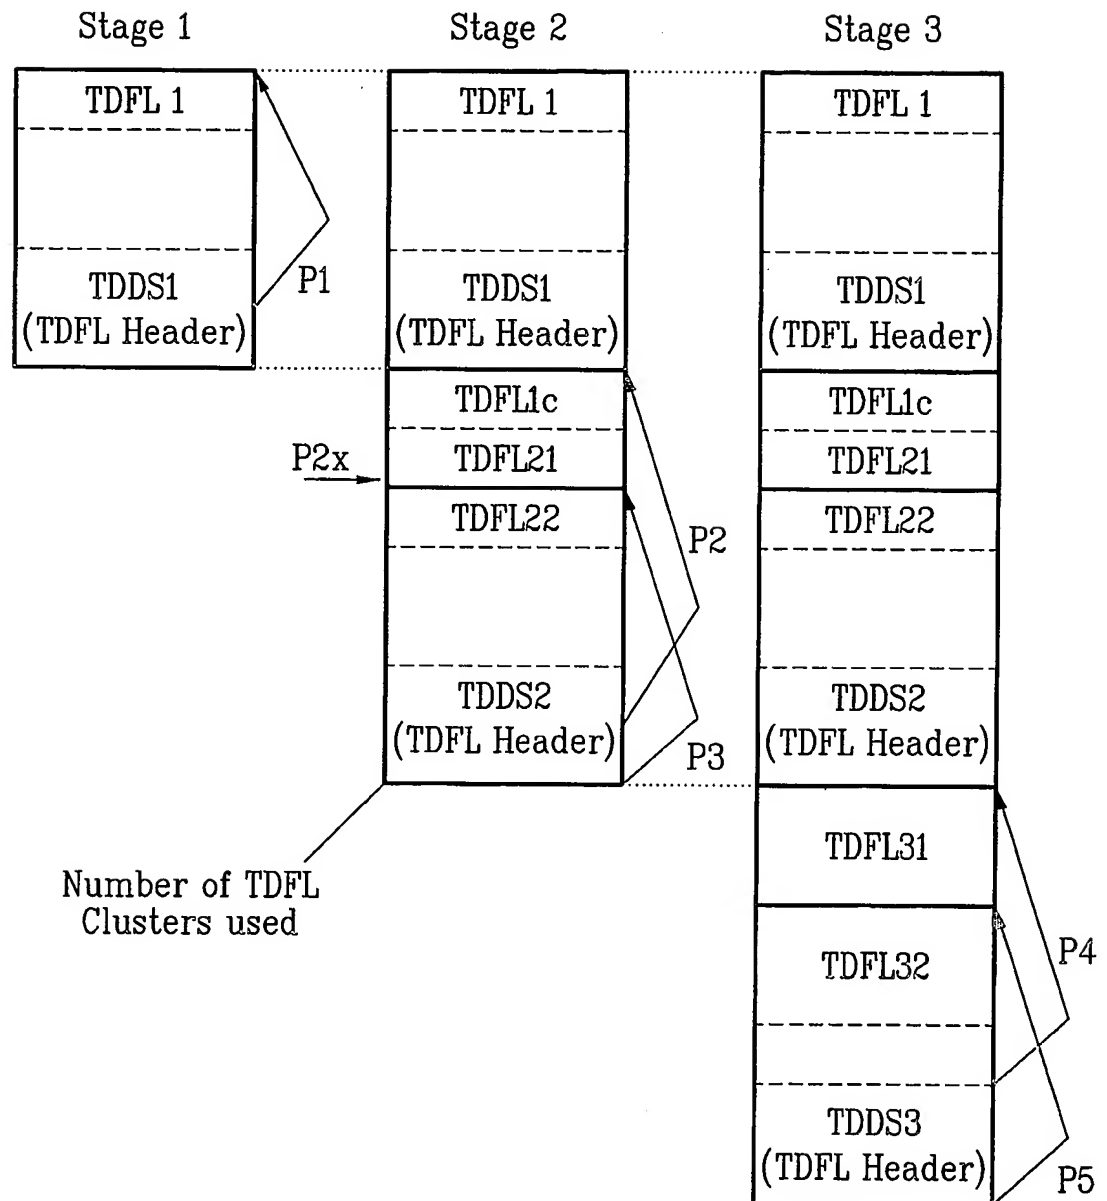 Stage 1
Stage 2
Stage 3
TDFL 1
TDDS1
(TDFL Header)
P1
TDFL 1
TDDS1
(TDFL Header)
TDFL1c
TDFL21
P2x
TDFL22
P2
TDDS2
(TDFL Header)
P3
Number of TDFL
Clusters used
TDFL 1
TDDS1
(TDFL Header)
TDFL1c
TDFL21
TDFL22
TDDS2
(TDFL Header)
TDFL31
TDFL32
P4
TDDS3
(TDFL Header)
P5